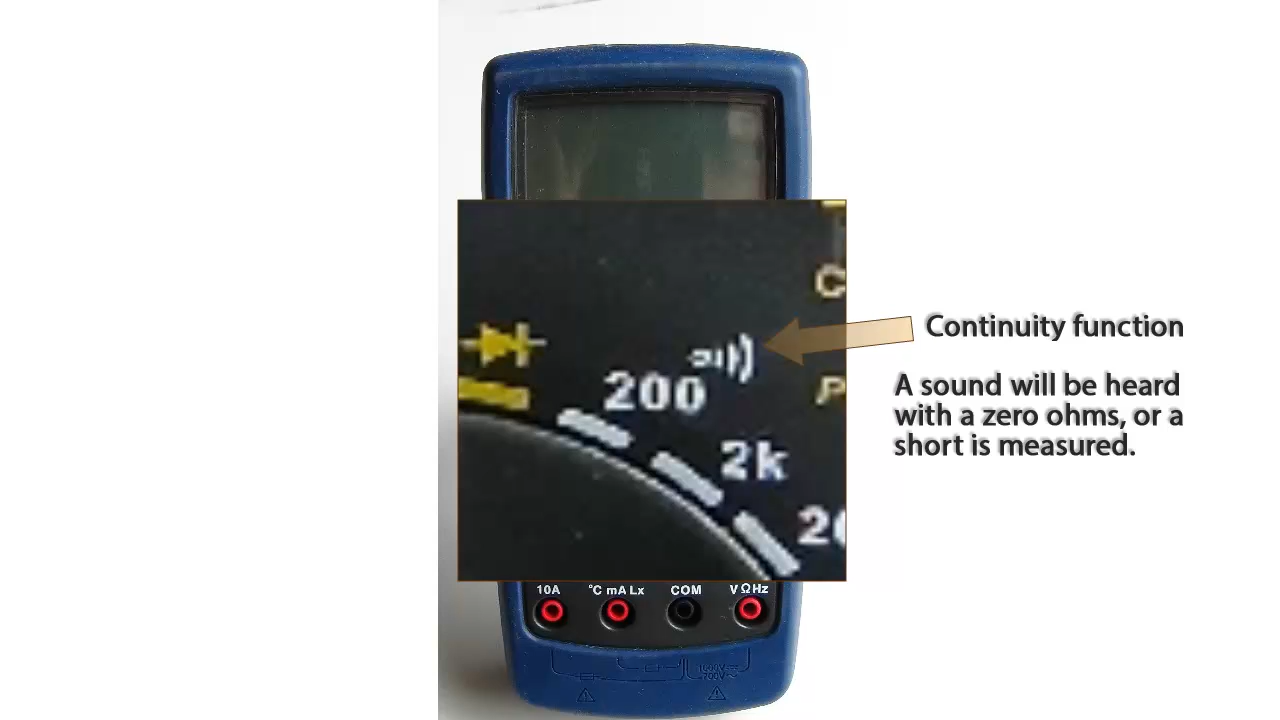 Continuity function
A sound will be heard
with a zero ohms, or a
short is measured.
200
2k
10A
°C mA Lx
COM
V Ω Hz